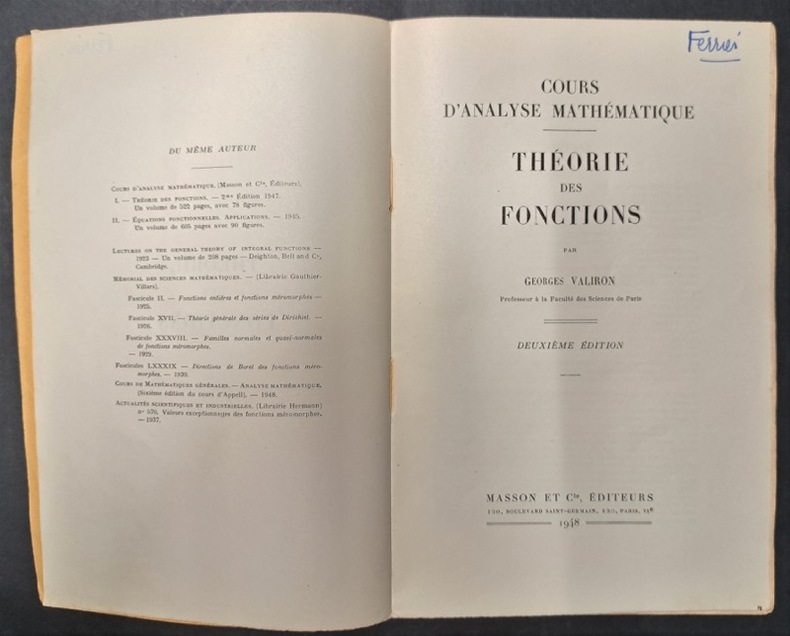 DU MÊME AUTEUR
COURS D'ANALYSE MATHÉMATIQUE. (Masson et Cie, Éditeurs).
I. — THÉORIE DES FONCTIONS. — 2me Édition 1947.
Un volume de 522 pages, avec 78 figures.
II. — ÉQUATIONS FONCTIONNELLES. APPLICATIONS. — 1945.
Un volume de 605 pages avec 90 figures.
LECTURES ON THE GENERAL THEORY OF INTEGRAL FUNCTIONS —
1923 — Un volume de 208 pages — Deighton, Bell and Cy,
Cambridge.
MÉMORIAL DES SCIENCES MATHÉMATIQUES. — (Librairie Gauthier-
Villars).
Fascicule II. — Fonctions entières et fonctions méromorphes —
1925.
Fascicule XVII. — Théorie générale des séries de Dirichlet. —
1926.
Fascicule XXXVIII. — Familles normales et quasi-normales
de fonctions méromorphes.
— 1929.
Fascicules LXXXIX — Directions de Borel des fonctions méro-
morphes. —
COURS DE MATHÉMATIQUES GÉNÉRALES. — ANALYSE MATHÉMATIQUE.
(Sixième édition du cours d'Appell). — 1948.
ACTUALITÉS SCIENTIFIQUES ET INDUSTRIELLES. (Librairie Hermann)
n° 570, Valeurs exceptionnelles des fonctions méromorphes.
— 1937.
Ferrier
COURS
D'ANALYSE MATHÉMATIQUE
THÉORIE
DES
FONCTIONS
PAR
GEORGES VALIRON
Professeur à la Faculté des Sciences de Paris
DEUXIÈME ÉDITION
MASSON ET Cie, ÉDITEURS
120, BOULEVARD SAINT-GERMAIN, 120, PARIS, VIe
1948